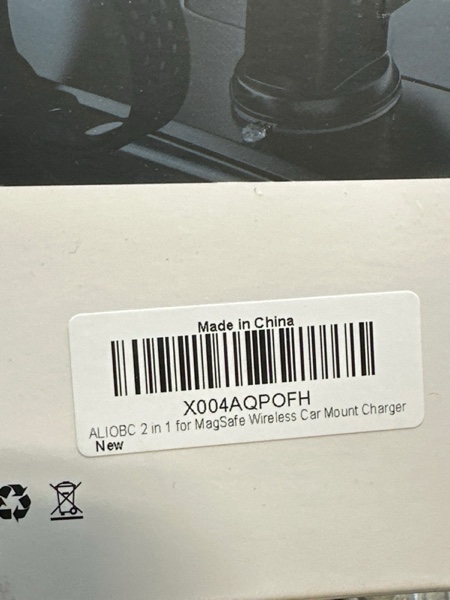 Made in China
X004AQPOFH
ALIOBC 2 in 1 for MagSafe Wireless Car Mount Charger
New